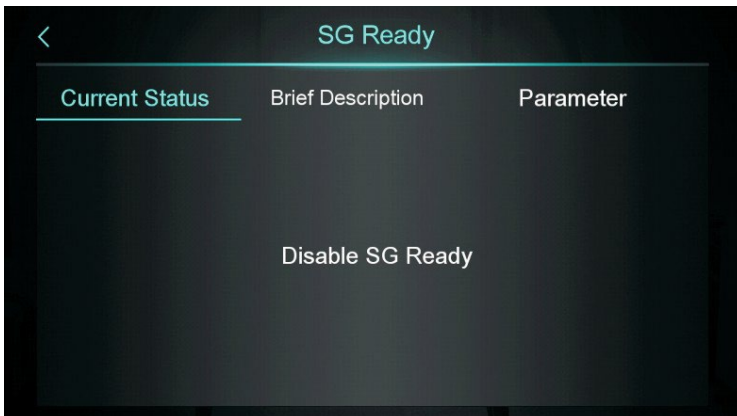 SG Ready
Current Status Brief Description Parameter
Disable SG Ready